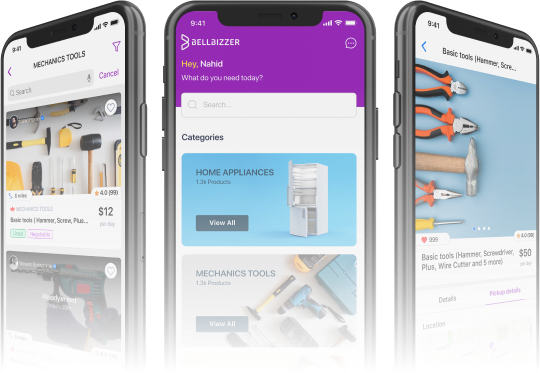 9:41
MECHANICS TOOLS
Search
Cancel
5 miles
4.0 (99)
MECHANICS TOOLS
Basic tools (Hammer, Screw, Plus...
$12
per day
Negotiable
9:41
BELLBIZZER
Hey, Nahid
What do you need today?
Search...
Categories
HOME APPLIANCES
1.3k Products
View All
MECHANICS TOOLS
1.3k Products
View All
9:41
Basic tools (Hammer, Scre...
999
4.0 (99)
Basic tools (Hammer, Screwdriver,
Plus, Wire Cutter and 5 more)
$50
per day
Details
Pickup details
Location